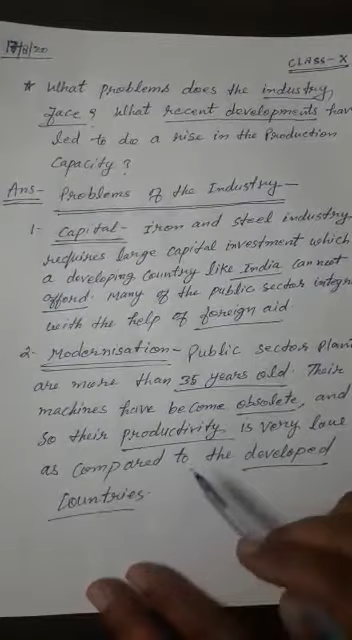 17/8/20
CLASS-X
* What problems does the industry
face & What recent developments have
led to do a rise in the Production
Capacity?
Ans- Problems of the Industry-
1- Capital- Iron and steel industry
requires large capital investment which
a developing country like India cannot
afford. Many of the public sector integr
with the help of foreign aid
2- Modernisation- Public sector plan
are more than 35 years old. Their
machines have become obsolete, and
so their productivity is very low
as compared to the developed
Countries.